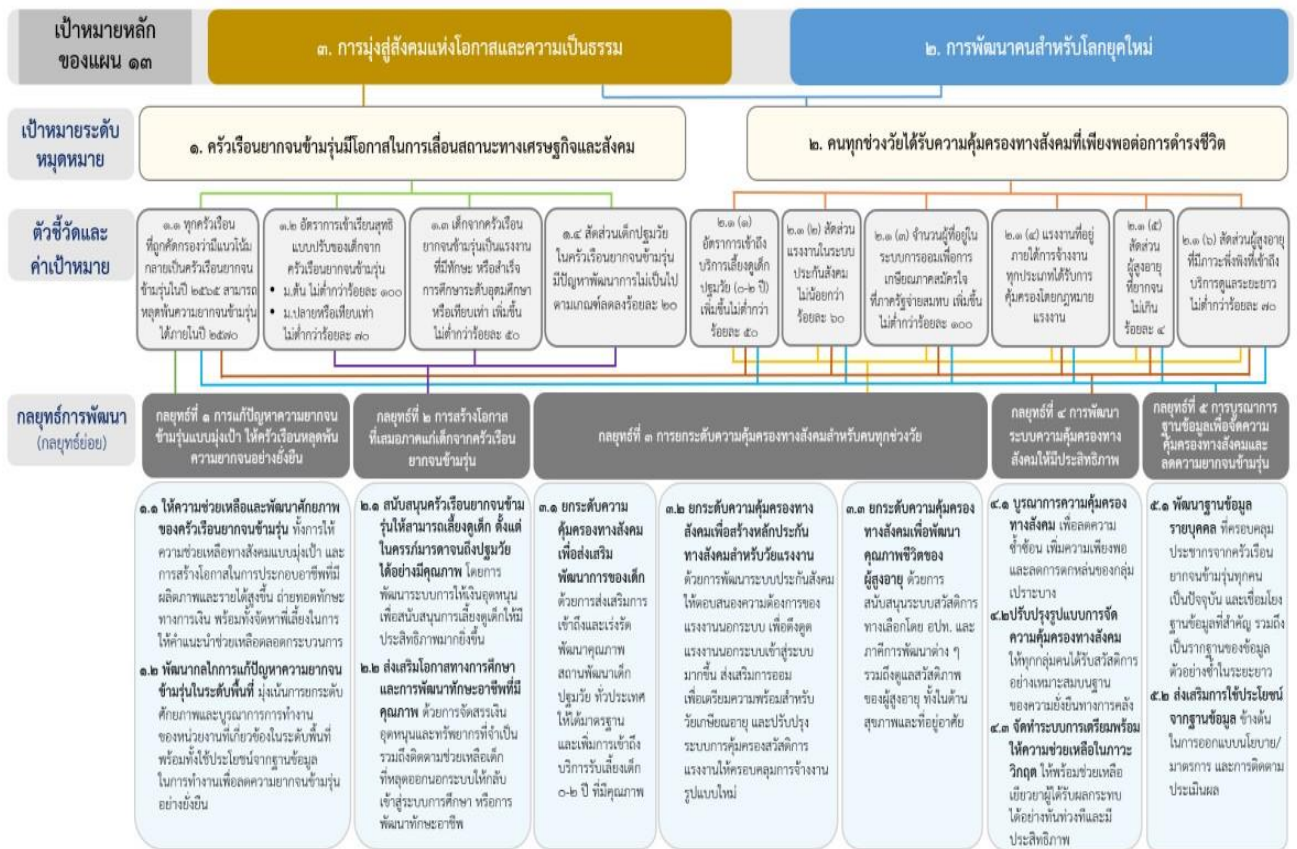 เป้าหมายหลัก
ของแผน ๑๓
๓. การมุ่งสู่สังคมแห่งโอกาสและความเป็นธรรม
๒. การพัฒนาคนสำหรับโลกยุคใหม่
เป้าหมายระดับ
หมุดหมาย
๑. ครัวเรือนยากจนข้ามรุ่นมีโอกาสในการเลื่อนสถานะทางเศรษฐกิจและสังคม
๒. คนทุกช่วงวัยได้รับความคุ้มครองทางสังคมที่เพียงพอต่อการดำรงชีวิต
ตัวชี้วัดและ
ค่าเป้าหมาย
๑.๑ ทุกครัวเรือน
ที่ถูกคัดกรองว่ามีแนวโน้ม
กลายเป็นครัวเรือนยากจน
ข้ามรุ่นในปี ๒๕๖๕ สามารถ
หลุดพ้นความยากจนข้ามรุ่น
ได้ภายในปี ๒๕๗๐
๑.๒ อัตราการเข้าเรียนสุทธิ
แบบปรับของเด็กจาก
ครัวเรือนยากจนข้ามรุ่น
• ม.ต้น ไม่ต่ำกว่าร้อยละ ๑๐๐
• ม.ปลายหรือเทียบเท่า
ไม่ต่ำกว่าร้อยละ ๗๐
๑.๓ เด็กจากครัวเรือน
ยากจนข้ามรุ่นเป็นแรงงาน
ที่มีทักษะ หรือสำเร็จ
การศึกษาระดับอุดมศึกษา
หรือเทียบเท่า เพิ่มขึ้น
ไม่ต่ำกว่าร้อยละ ๕๐
๑.๔ สัดส่วนเด็กปฐมวัย
ในครัวเรือนยากจนข้ามรุ่น
มีปัญหาพัฒนาการไม่เป็นไป
ตามเกณฑ์ลดลงร้อยละ ๒๐
๒.๑ (๑)
อัตราการเข้าถึง
บริการเลี้ยงดูเด็ก
ปฐมวัย (๐-๒ ปี)
เพิ่มขึ้นไม่ต่ำกว่า
ร้อยละ ๕๐
๒.๑ (๒) สัดส่วน
แรงงานในระบบ
ประกันสังคม
ไม่น้อยกว่า
ร้อยละ ๖๐
๒.๑ (๓) จำนวนผู้ที่อยู่ใน
ระบบการออมเพื่อการ
เกษียณภาคสมัครใจ
ที่ภาครัฐจ่ายสมทบ เพิ่มขึ้น
ไม่ต่ำกว่าร้อยละ ๑๐๐
๒.๑ (๔) แรงงานที่อยู่
ภายใต้การจ้างงาน
ทุกประเภทได้รับการ
คุ้มครองโดยกฎหมาย
แรงงาน
๒.๑ (๕)
สัดส่วน
ผู้สูงอายุ
ที่ยากจน
ไม่เกิน
ร้อยละ ๔
๒.๑ (๖) สัดส่วนผู้สูงอายุ
ที่มีภาวะพึ่งพิงที่เข้าถึง
บริการดูแลระยะยาว
ไม่ต่ำกว่าร้อยละ ๗๐
กลยุทธ์การพัฒนา
(กลยุทธ์ย่อย)
กลยุทธ์ที่ ๑ การแก้ปัญหาความยากจน
ข้ามรุ่นแบบมุ่งเป้า ให้ครัวเรือนหลุดพ้น
ความยากจนอย่างยั่งยืน
กลยุทธ์ที่ ๒ การสร้างโอกาส
ที่เสมอภาคแก่เด็กจากครัวเรือน
ยากจนข้ามรุ่น
กลยุทธ์ที่ ๓ การยกระดับความคุ้มครองทางสังคมสำหรับคนทุกช่วงวัย
กลยุทธ์ที่ ๔ การพัฒนา
ระบบความคุ้มครองทาง
สังคมให้มีประสิทธิภาพ
กลยุทธ์ที่ ๕ การบูรณาการ
ฐานข้อมูลเพื่อจัดความ
คุ้มครองทางสังคมและ
ลดความยากจนข้ามรุ่น
๑.๑ ให้ความช่วยเหลือและพัฒนาศักยภาพ
ของครัวเรือนยากจนข้ามรุ่น ทั้งการให้
ความช่วยเหลือทางสังคมแบบมุ่งเป้า และ
การสร้างโอกาสในการประกอบอาชีพที่มี
ผลิตภาพและรายได้สูงขึ้น ถ่ายทอดทักษะ
ทางการเงิน พร้อมทั้งจัดหาพี่เลี้ยงในการ
ให้คำแนะนำช่วยเหลือตลอดกระบวนการ
๑.๒ พัฒนากลไกการแก้ปัญหาความยากจน
ข้ามรุ่นในระดับพื้นที่ มุ่งเน้นการยกระดับ
ศักยภาพและบูรณาการการทำงาน
ของหน่วยงานที่เกี่ยวข้องในระดับพื้นที่
พร้อมทั้งใช้ประโยชน์จากฐานข้อมูล
ในการทำงานเพื่อลดความยากจนข้ามรุ่น
อย่างยั่งยืน
๒.๑ สนับสนุนครัวเรือนยากจนข้าม
รุ่นให้สามารถเลี้ยงดูเด็ก ตั้งแต่
ในครรภ์มารดาจนถึงปฐมวัย
ได้อย่างมีคุณภาพ โดยการ
พัฒนาระบบการให้เงินอุดหนุน
เพื่อสนับสนุนการเลี้ยงดูเด็กให้มี
ประสิทธิภาพมากยิ่งขึ้น
๒.๒ ส่งเสริมโอกาสทางการศึกษา
และการพัฒนาทักษะอาชีพที่มี
คุณภาพ ด้วยการจัดสรรเงิน
อุดหนุนและทรัพยากรที่จำเป็น
รวมถึงติดตามช่วยเหลือเด็ก
ที่หลุดออกนอกระบบให้กลับ
เข้าสู่ระบบการศึกษา หรือการ
พัฒนาทักษะอาชีพ
๓.๑ ยกระดับความ
คุ้มครองทางสังคม
เพื่อส่งเสริม
พัฒนาการของเด็ก
ด้วยการส่งเสริมการ
เข้าถึงและเร่งรัด
พัฒนาคุณภาพ
สถานพัฒนาเด็ก
ปฐมวัย ทั่วประเทศ
ให้ได้มาตรฐาน
และเพิ่มการเข้าถึง
บริการรับเลี้ยงเด็ก
๐-๒ ปี ที่มีคุณภาพ
๓.๒ ยกระดับความคุ้มครองทาง
สังคมเพื่อสร้างหลักประกัน
ทางสังคมสำหรับวัยแรงงาน
ด้วยการพัฒนาระบบประกันสังคม
ให้ตอบสนองความต้องการของ
แรงงานนอกระบบ เพื่อดึงดูด
แรงงานนอกระบบเข้าสู่ระบบ
มากขึ้น ส่งเสริมการออม
เพื่อเตรียมความพร้อมสำหรับ
วัยเกษียณอายุ และปรับปรุง
ระบบการคุ้มครองสวัสดิการ
แรงงานให้ครอบคลุมการจ้างงาน
รูปแบบใหม่
๓.๓ ยกระดับความคุ้มครอง
ทางสังคมเพื่อพัฒนา
คุณภาพชีวิตของ
ผู้สูงอายุ ด้วยการ
สนับสนุนระบบสวัสดิการ
ทางเลือกโดย อปท. และ
ภาคีการพัฒนาต่าง ๆ
รวมถึงดูแลสวัสดิภาพ
ของผู้สูงอายุ ทั้งในด้าน
สุขภาพและที่อยู่อาศัย
๔.๑ บูรณาการความคุ้มครอง
ทางสังคม เพื่อลดความ
ซ้ำซ้อน เพิ่มความเพียงพอ
และลดการตกหล่นของกลุ่ม
เปราะบาง
๔.๒ปรับปรุงรูปแบบการจัด
ความคุ้มครองทางสังคม
ให้ทุกกลุ่มคนได้รับสวัสดิการ
อย่างเหมาะสมบนฐาน
ของความยั่งยืนทางการคลัง
๔.๓ จัดทำระบบการเตรียมพร้อม
ให้ความช่วยเหลือในภาวะ
วิกฤต ให้พร้อมช่วยเหลือ
เยียวยาผู้ได้รับผลกระทบ
ได้อย่างทันท่วงทีและมี
ประสิทธิภาพ
๕.๑ พัฒนาฐานข้อมูล
รายบุคคล ที่ครอบคลุม
ประชากรจากครัวเรือน
ยากจนข้ามรุ่นทุกคน
เป็นปัจจุบัน และเชื่อมโยง
ฐานข้อมูลที่สำคัญ รวมถึง
เป็นรากฐานของข้อมูล
ตัวอย่างซ้ำในระยะยาว
๕.๒ ส่งเสริมการใช้ประโยชน์
จากฐานข้อมูล ข้างต้น
ในการออกแบบนโยบาย/
มาตรการ และการติดตาม
ประเมินผล